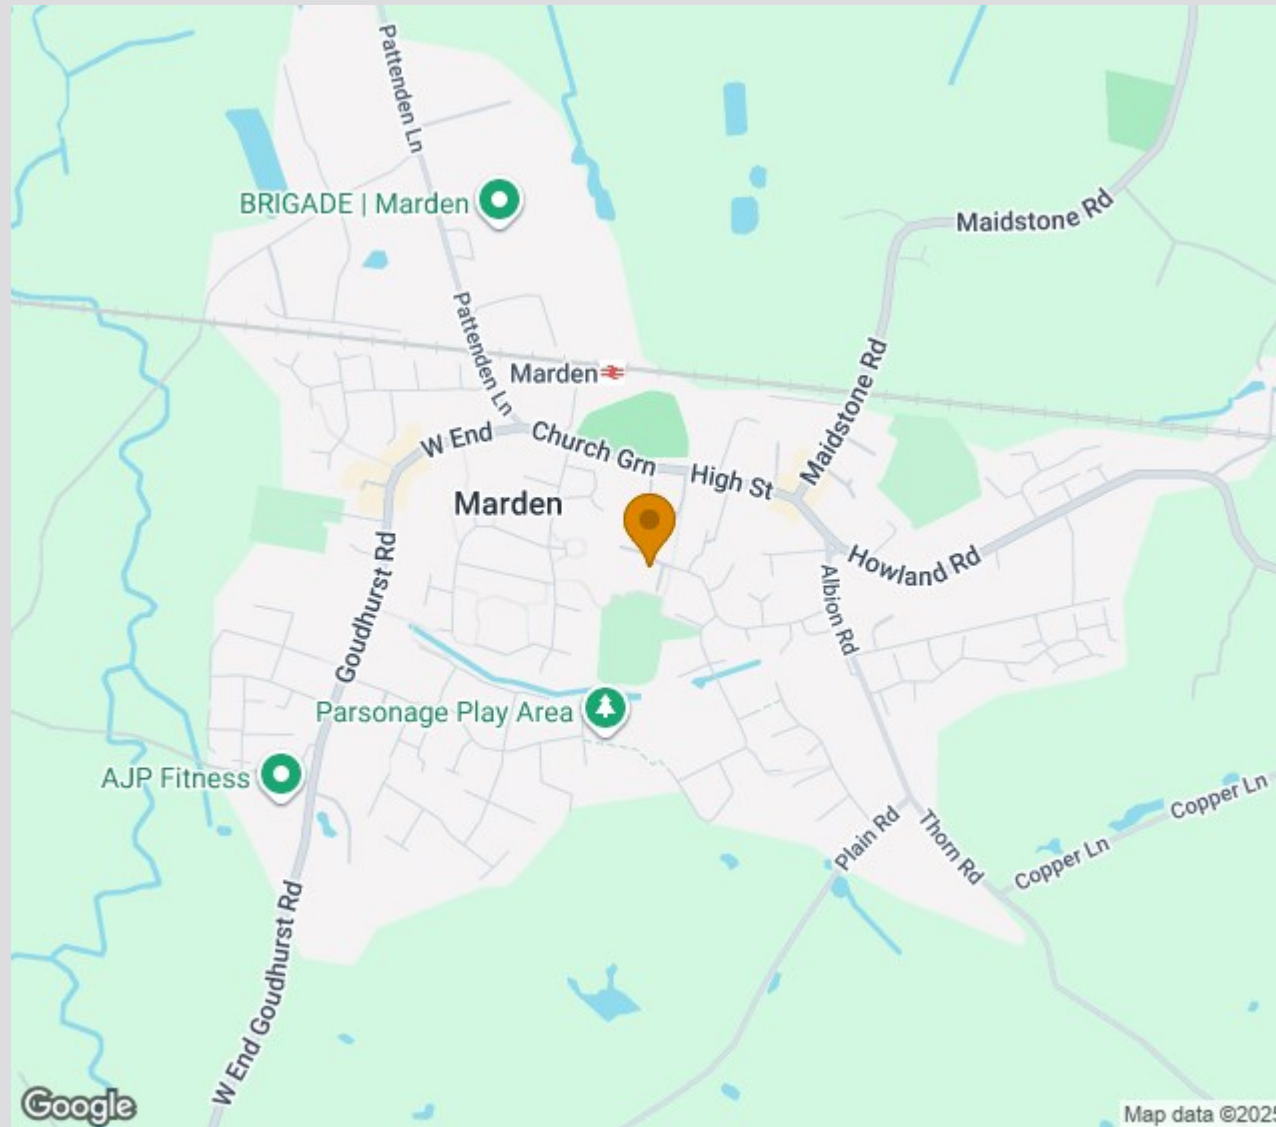 Pattenden Ln
BRIGADE | Marden
Maidstone Rd
Pattenden Ln
Marden
Maidstone Rd
W End
Church Grn
High St
Marden
Howland Rd
Goudhurst Rd
Albion Rd
Parsonage Play Area
AJP Fitness
Copper Ln
Plain Rd
Thorn Rd
Copper Ln
W End Goudhurst Rd
Google
Map data ©2025